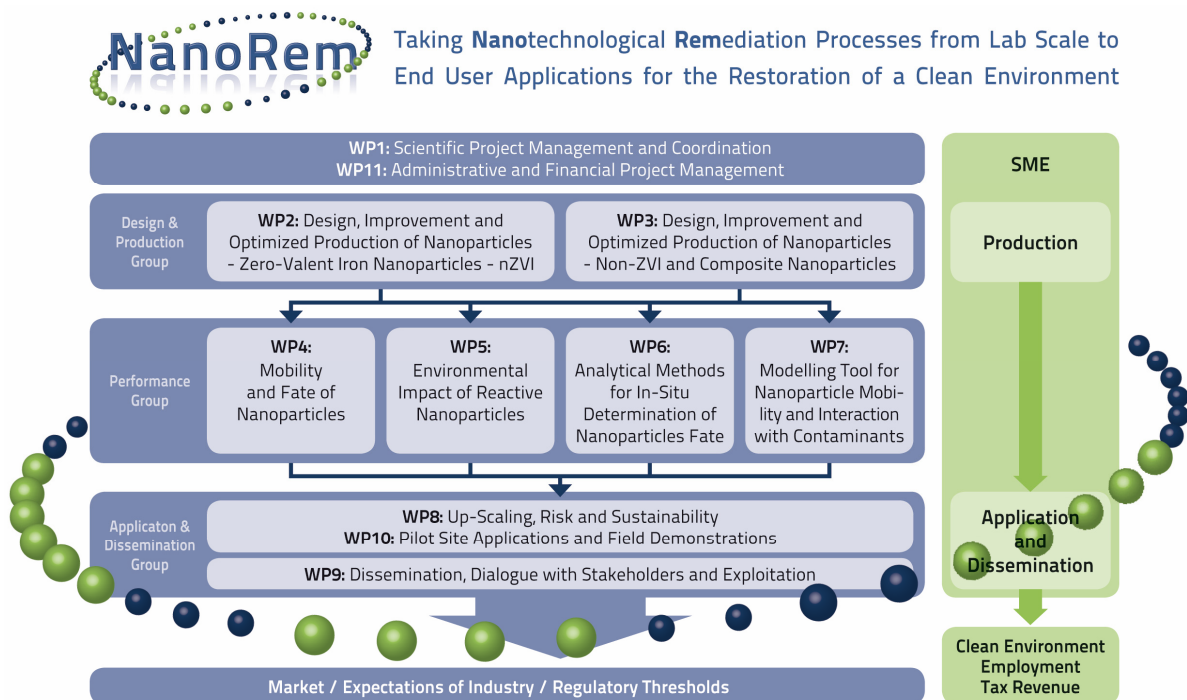 NanoRem
Taking Nanotechnological Remediation Processes from Lab Scale to
End User Applications for the Restoration of a Clean Environment
WP1: Scientific Project Management and Coordination
WP11: Administrative and Financial Project Management
Design &
Production
Group
WP2: Design, Improvement and
Optimized Production of Nanoparticles
- Zero-Valent Iron Nanoparticles - nZVI
WP3: Design, Improvement and
Optimized Production of Nanoparticles
- Non-ZVI and Composite Nanoparticles
Performance
Group
WP4:
Mobility
and Fate of
Nanoparticles
WP5:
Environmental
Impact of Reactive
Nanoparticles
WP6:
Analytical Methods
for In-Situ
Determination of
Nanoparticles Fate
WP7:
Modelling Tool for
Nanoparticle Mobi-
lity and Interaction
with Contaminants
Applicaton &
Dissemination
Group
WP8: Up-Scaling, Risk and Sustainability
WP10: Pilot Site Applications and Field Demonstrations
WP9: Dissemination, Dialogue with Stakeholders and Exploitation
Market / Expectations of Industry / Regulatory Thresholds
SME
Production
Application
and
Dissemination
Clean Environment
Employment
Tax Revenue